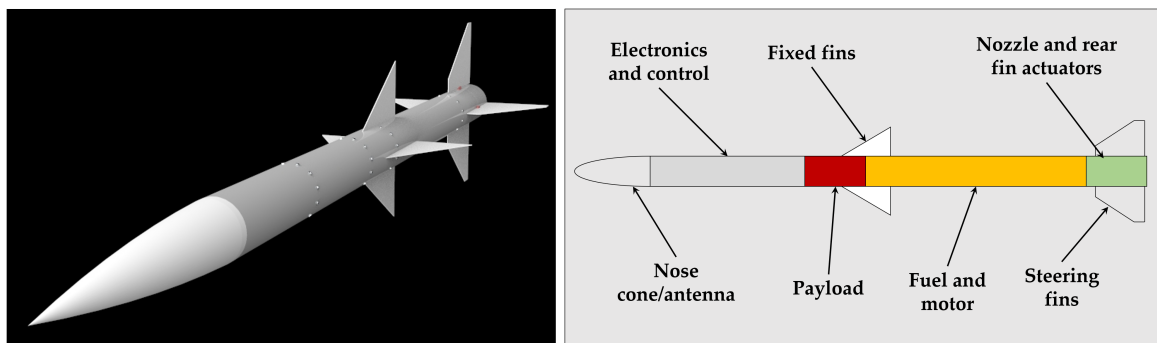 Electronics
and control
Fixed fins
Nozzle and rear
fin actuators
Nose
cone/antenna
Payload
Fuel and
motor
Steering
fins